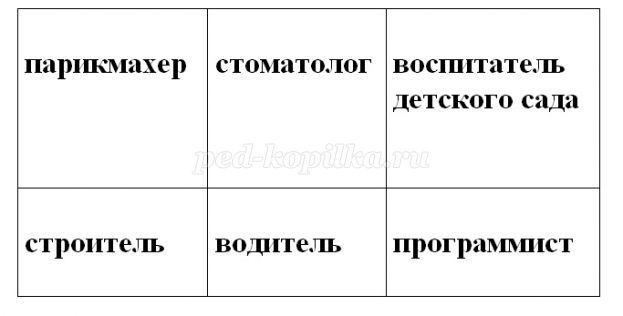 парикмахер
стоматолог
воспитатель
детского сада
ped-kopilka.ru
строитель
водитель
программист